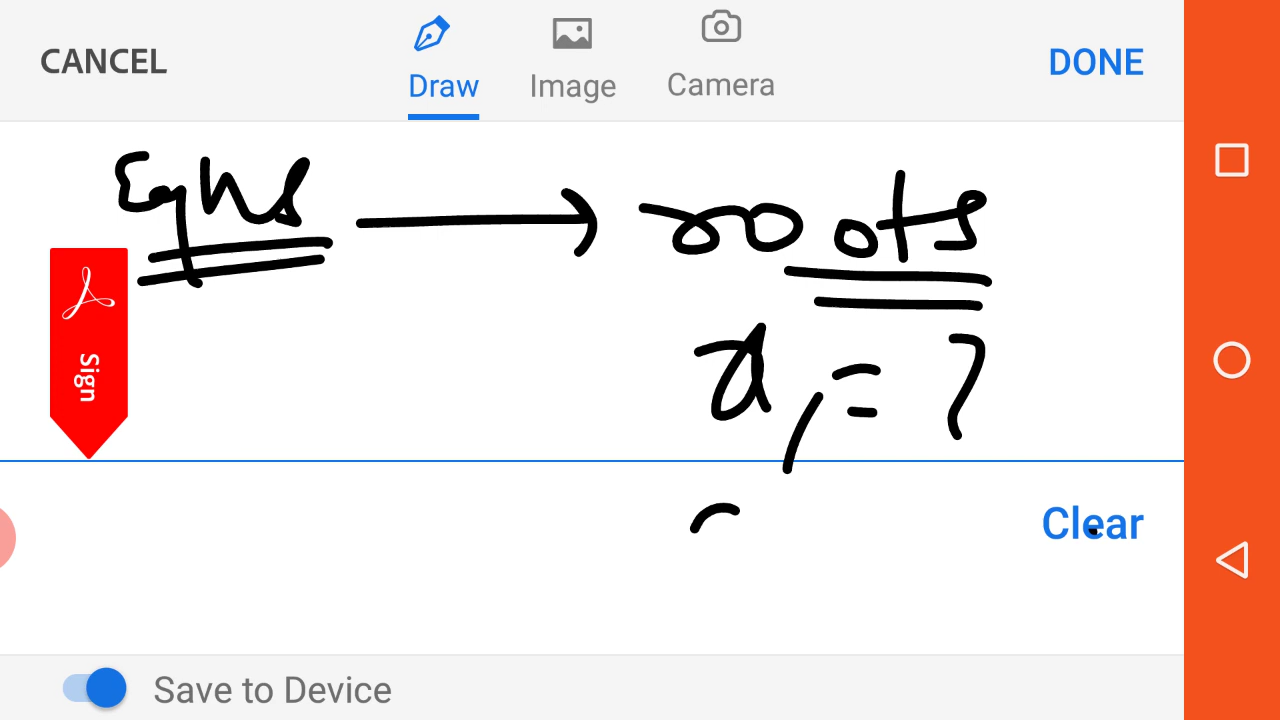 CANCEL Draw Image Camera DONE
Eqns → roots
Sign
x, = ?
Clear
Save to Device